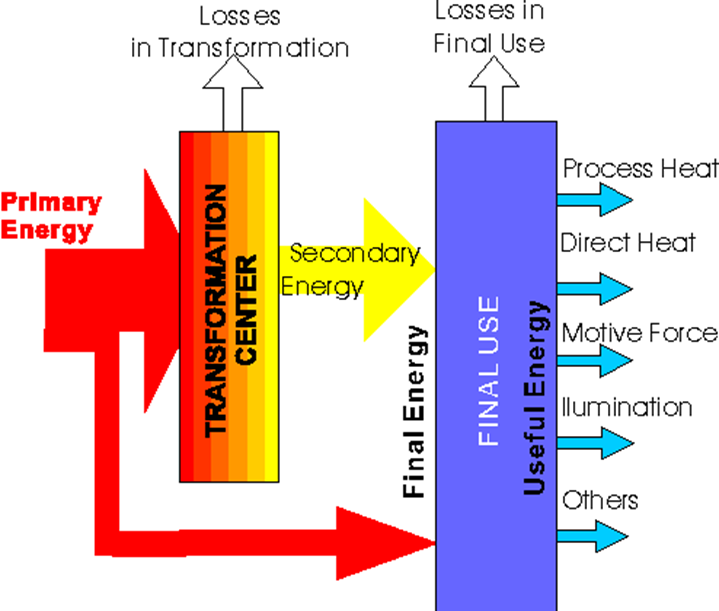 Losses
in Transformation
Losses in
Final Use
Primary
Energy
TRANSFORMATION
CENTER
Secondary
Energy
Final Energy
FINAL USE
Useful Energy
Process Heat
Direct Heat
Motive Force
Ilumination
Others